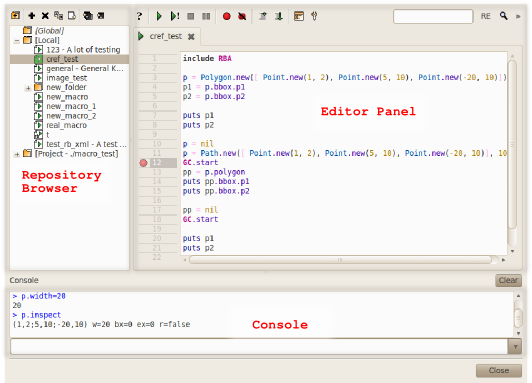 RE
[Global]
[Local]
123 - A lot of testing
cref_test
general - General K...
image_test
new_folder
new_macro
new_macro_1
new_macro_2
real_macro
t
test_rb_xml - A test ...
[Project - ./macro_test]
Repository
Browser
cref_test
1 include RBA
2
3 p = Polygon.new([ Point.new(1, 2), Point.new(5, 10), Point.new(-20, 10)])
4 p1 = p.bbox.p1
5 p2 = p.bbox.p2
6
7 puts p1
8 puts p2
9
10 p = nil
11 p = Path.new([ Point.new(1, 2), Point.new(5, 10), Point.new(-20, 10)], 10
12 GC.start
13 pp = p.polygon
14 puts pp.bbox.p1
15 puts pp.bbox.p2
16
17 pp = nil
18 GC.start
19
20 puts p1
21 puts p2
22
Editor Panel
Console
Clear
> p.width=20
20
> p.inspect
(1,2;5,10;-20,10) w=20 bx=0 ex=0 r=false
Console
Close